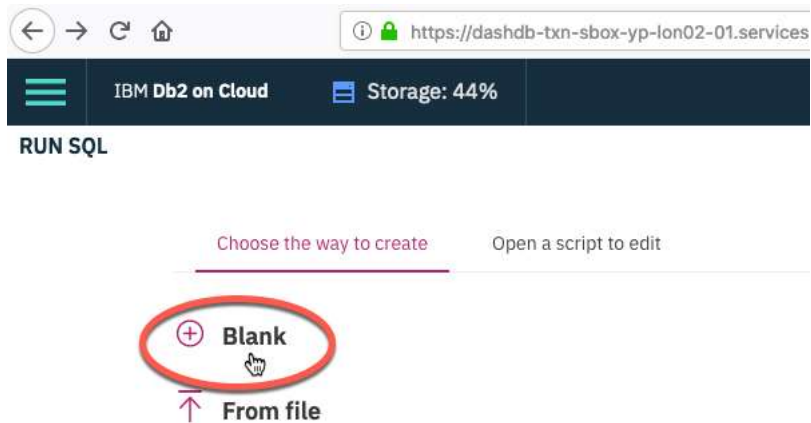 https://dashdb-txn-sbox-yp-lon02-01.services
IBM Db2 on Cloud Storage: 44%
RUN SQL
Choose the way to create Open a script to edit
Blank
From file